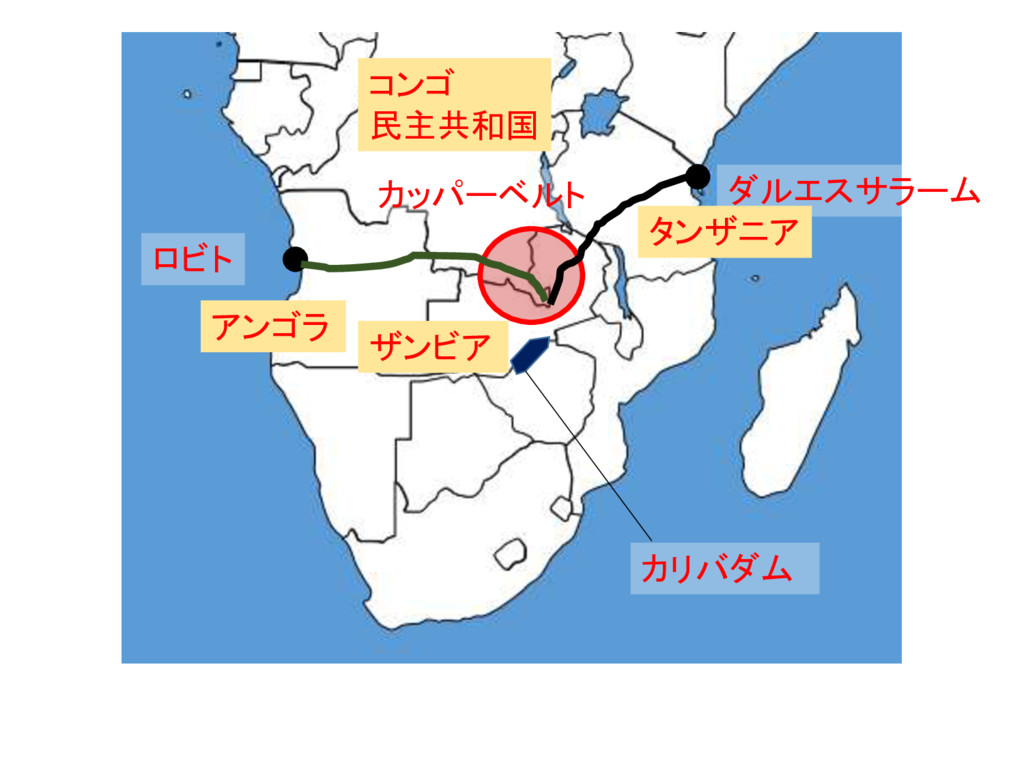 コンゴ
民主共和国
カッパーベルト
ダルエスサラーム
タンザニア
ロビト
アンゴラ
ザンビア
カリバダム